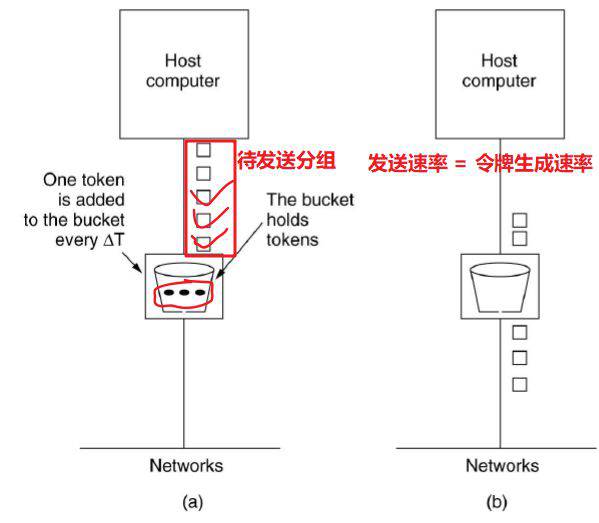 Host
computer
待发送分组
One token
is added
to the bucket
every ΔT
The bucket
holds
tokens
Networks
(a)
Host
computer
发送速率 = 令牌生成速率
Networks
(b)